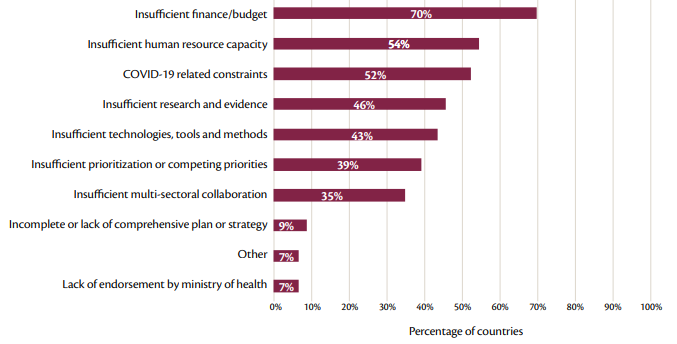 Insufficient finance/budget 70%
Insufficient human resource capacity 54%
COVID-19 related constraints 52%
Insufficient research and evidence 46%
Insufficient technologies, tools and methods 43%
Insufficient prioritization or competing priorities 39%
Insufficient multi-sectoral collaboration 35%
Incomplete or lack of comprehensive plan or strategy 9%
Other 7%
Lack of endorsement by ministry of health 7%
0% 10% 20% 30% 40% 50% 60% 70% 80% 90% 100%
Percentage of countries